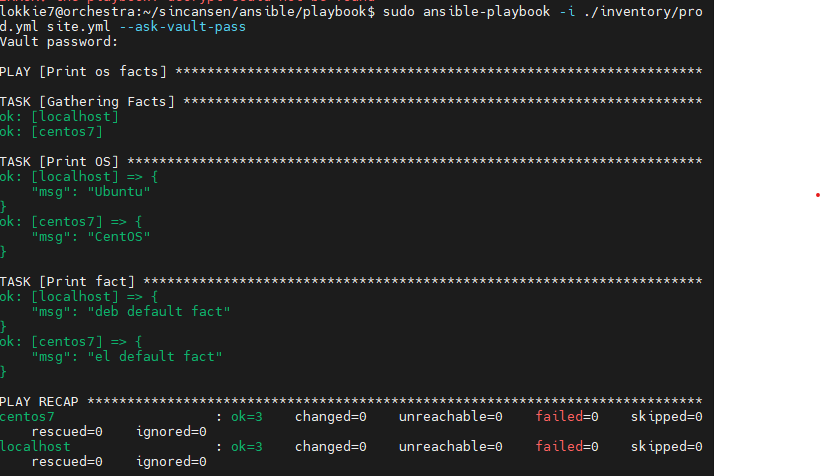 lokkie7@orchestra:~/sincansen/ansible/playbook$ sudo ansible-playbook -i ./inventory/pro
d.yml site.yml --ask-vault-pass
Vault password:
PLAY [Print os facts] ****************************************************************
TASK [Gathering Facts] ***************************************************************
ok: [localhost]
ok: [centos7]
TASK [Print OS] **********************************************************************
ok: [localhost] => {
    "msg": "Ubuntu"
}
ok: [centos7] => {
    "msg": "CentOS"
}
TASK [Print fact] ********************************************************************
ok: [localhost] => {
    "msg": "deb default fact"
}
ok: [centos7] => {
    "msg": "el default fact"
}
PLAY RECAP ***************************************************************************
centos7                    : ok=3    changed=0    unreachable=0    failed=0    skipped=0
    rescued=0    ignored=0
localhost                  : ok=3    changed=0    unreachable=0    failed=0    skipped=0
    rescued=0    ignored=0